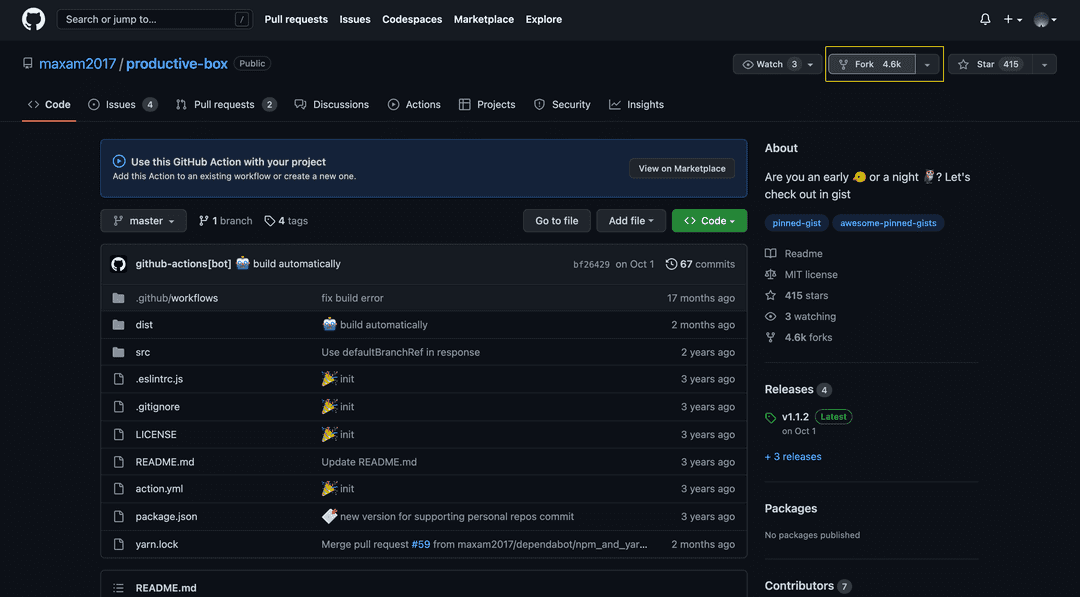 Search or jump to... /
Pull requests Issues Codespaces Marketplace Explore
maxam2017 / productive-box Public
Watch 3 Fork 4.6k Star 415
Code Issues 4 Pull requests 2 Discussions Actions Projects Security Insights
Use this GitHub Action with your project
Add this Action to an existing workflow or create a new one.
View on Marketplace
master 1 branch 4 tags Go to file Add file Code
github-actions[bot] 🤖 build automatically bf26429 on Oct 1 67 commits
.github/workflows fix build error 17 months ago
dist 🤖 build automatically 2 months ago
src Use defaultBranchRef in response 2 years ago
.eslintrc.js 🎉 init 3 years ago
.gitignore 🎉 init 3 years ago
LICENSE 🎉 init 3 years ago
README.md Update README.md 3 years ago
action.yml 🎉 init 3 years ago
package.json 🔖 new version for supporting personal repos commit 3 years ago
yarn.lock Merge pull request #59 from maxam2017/dependabot/npm_and_yar... 2 months ago
README.md
About
Are you an early 🐤 or a night 🦉? Let's
check out in gist
pinned-gist awesome-pinned-gists
Readme
MIT license
415 stars
3 watching
4.6k forks
Releases 4
v1.1.2 Latest
on Oct 1
+ 3 releases
Packages
No packages published
Contributors 7